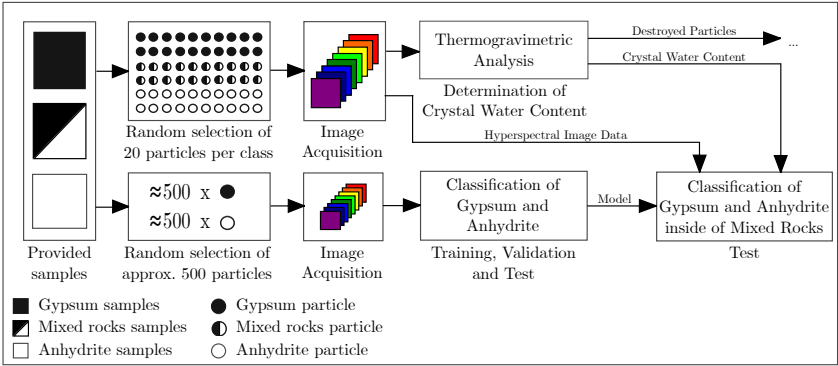 Thermogravimetric
Analysis
Destroyed Particles
...
Crystal Water Content
Determination of
Crystal Water Content
Random selection of
20 particles per class
Image
Acquisition
Hyperspectral Image Data
≈500 x
≈500 x
Classification of
Gypsum and
Anhydrite
Model
Classification of
Gypsum and Anhydrite
inside of Mixed Rocks
Provided
samples
Random selection of
approx. 500 particles
Image
Acquisition
Training, Validation
and Test
Test
Gypsum samples
Gypsum particle
Mixed rocks samples
Mixed rocks particle
Anhydrite samples
Anhydrite particle